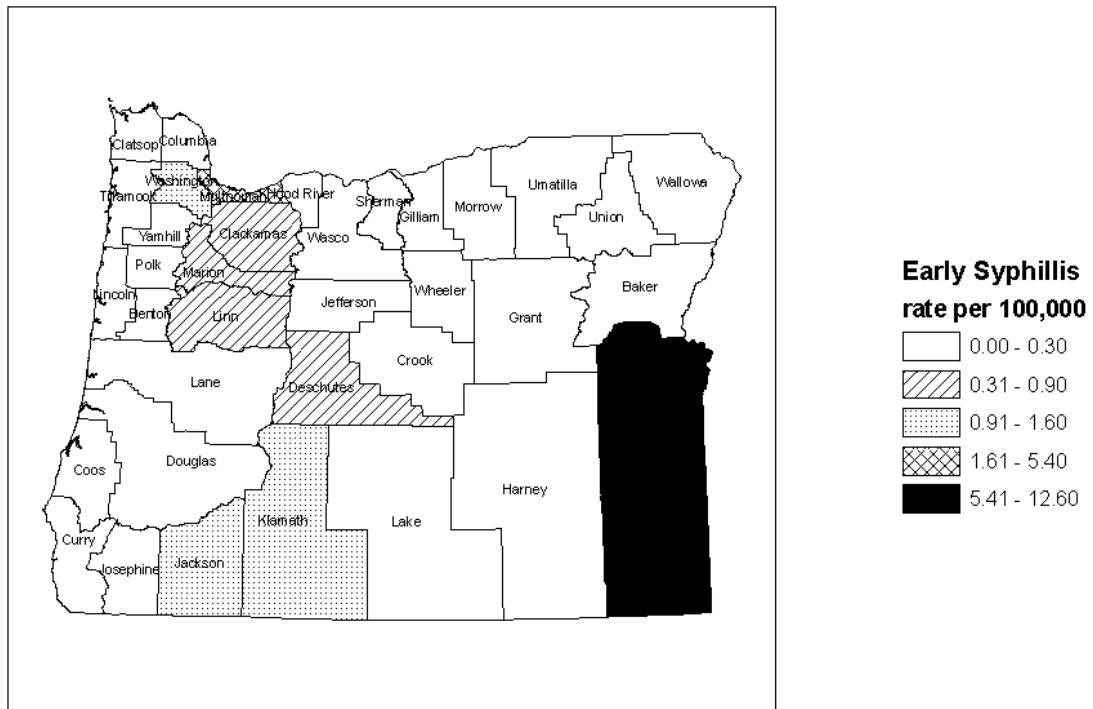 Clatsop
Columbia
Washington
Tillamook
Multnomah
Hood River
Sherman
Gilliam
Morrow
Umatilla
Union
Wallowa
Yamhill
Clackamas
Wasco
Polk
Marion
Lincoln
Benton
Linn
Jefferson
Wheeler
Grant
Baker
Crook
Lane
Deschutes
Coos
Douglas
Klamath
Lake
Harney
Curry
Josephine
Jackson
Early Syphillis
rate per 100,000
0.00 - 0.30
0.31 - 0.90
0.91 - 1.60
1.61 - 5.40
5.41 - 12.60